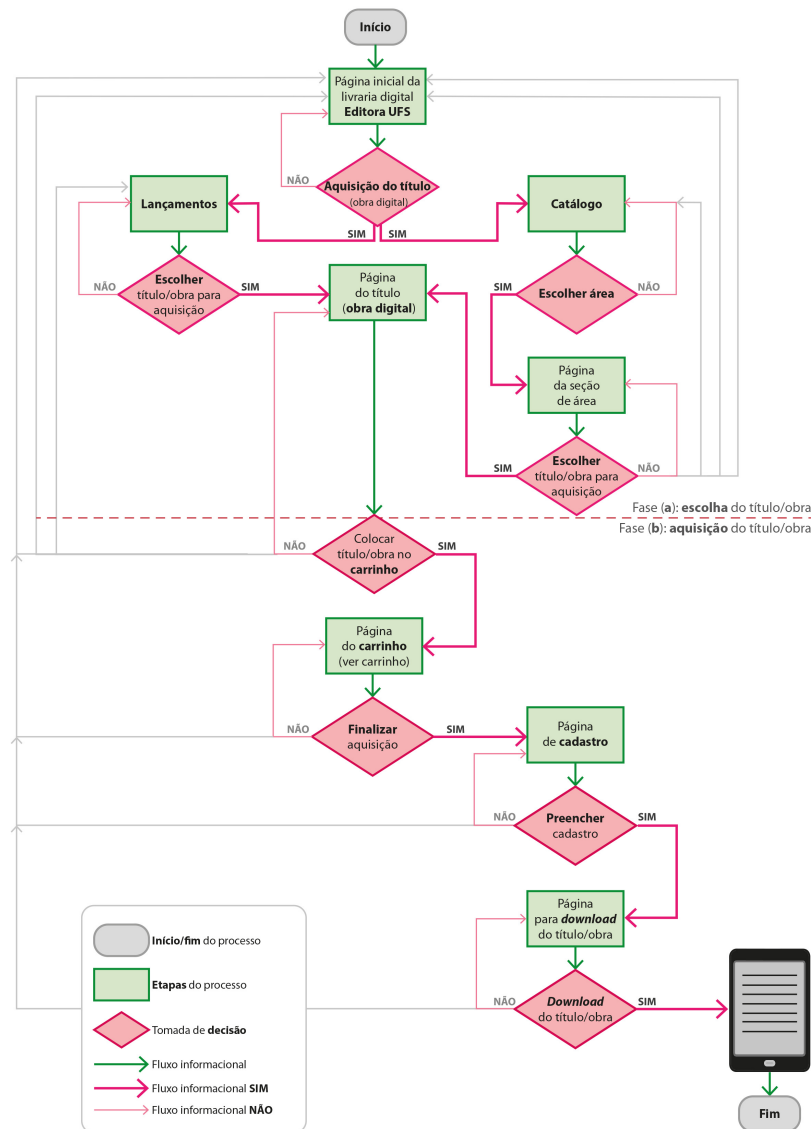 Início
Página inicial da
livraria digital
Editora UFS
NÃO
Aquisição do título
(obra digital)
SIM
SIM
Lançamentos
Catálogo
NÃO
Escolher
título/obra para
aquisição
SIM
Página
do título
(obra digital)
SIM
Escolher área
NÃO
Página
da seção
de área
SIM
Escolher
título/obra para
aquisição
NÃO
Fase (a): escolha do título/obra
Fase (b): aquisição do título/obra
NÃO
Colocar
título/obra no
carrinho
SIM
Página
do carrinho
(ver carrinho)
NÃO
Finalizar
aquisição
SIM
Página
de cadastro
NÃO
Preencher
cadastro
SIM
Página
para download
do título/obra
NÃO
Download
do título/obra
SIM
Início/fim do processo
Etapas do processo
Tomada de decisão
Fluxo informacional
Fluxo informacional SIM
Fluxo informacional NÃO
Fim